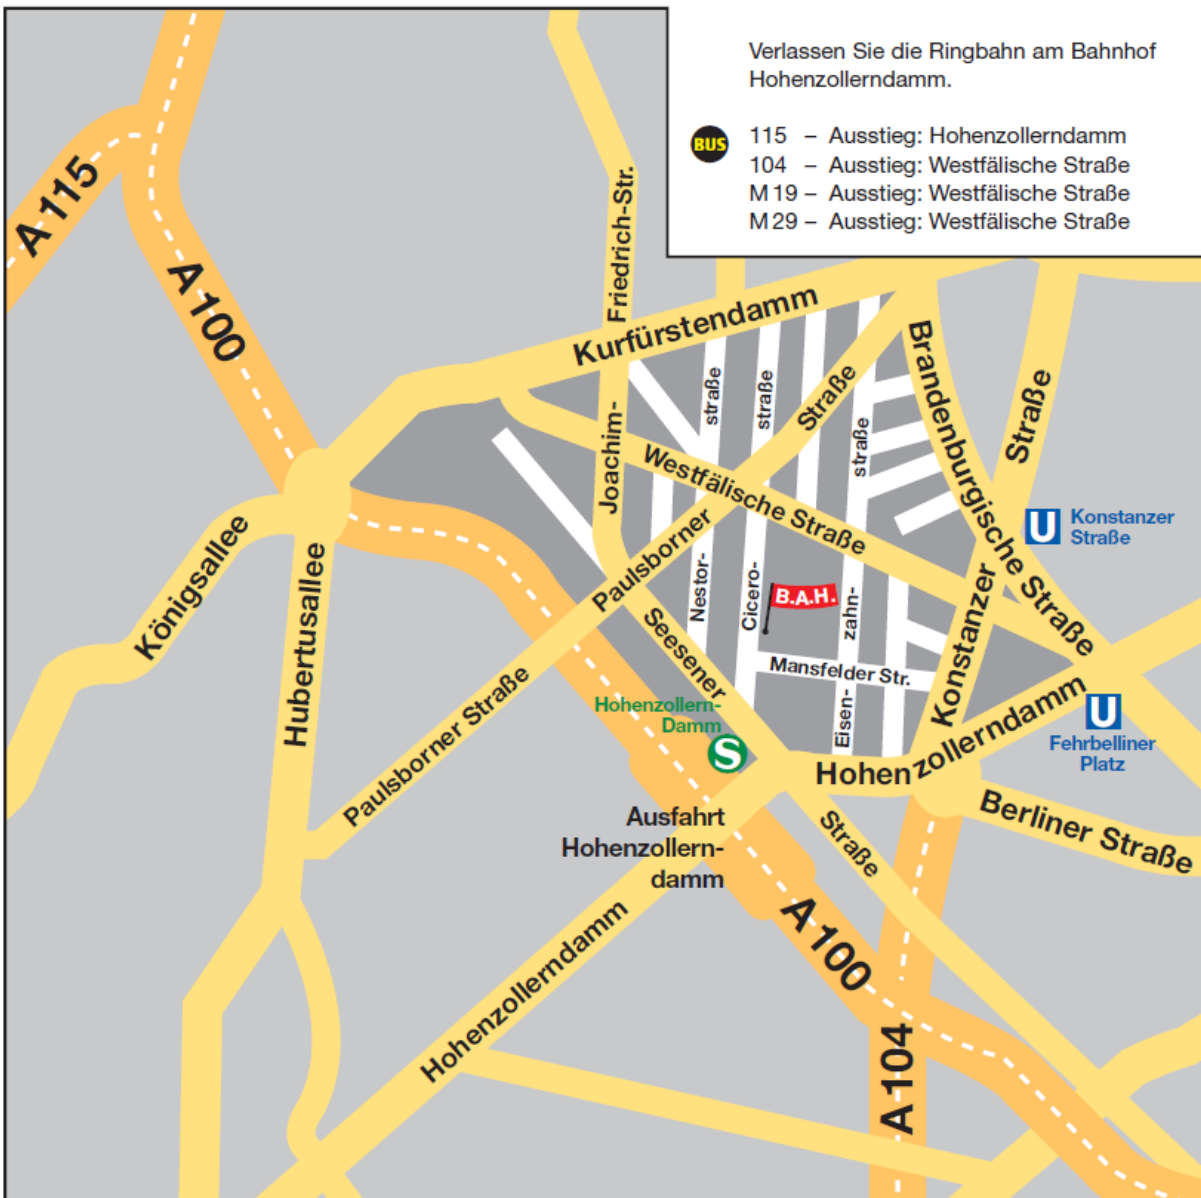 Verlassen Sie die Ringbahn am Bahnhof
Hohenzollerndamm.
BUS
115 – Ausstieg: Hohenzollerndamm
104 – Ausstieg: Westfälische Straße
M 19 – Ausstieg: Westfälische Straße
M 29 – Ausstieg: Westfälische Straße
A 115
A 100
Friedrich-Str.
Kurfürstendamm
Brandenburgische Straße
Straße
straße
straße
Straße
straße
Joachim-
Westfälische Straße
Paulsborner
U
Konstanzer
Straße
Königsallee
Hubertusallee
Nestor-
Cicero-
B.A.H.
zahn-
Konstanzer
Seesener
Mansfelder Str.
Eisen-
Hohenzollern-
Damm
S
Paulsborner Straße
Hohenzollerndamm
U
Fehrbelliner
Platz
Berliner Straße
Straße
Ausfahrt
Hohenzollern-
damm
A 100
Hohenzollerndamm
A 104